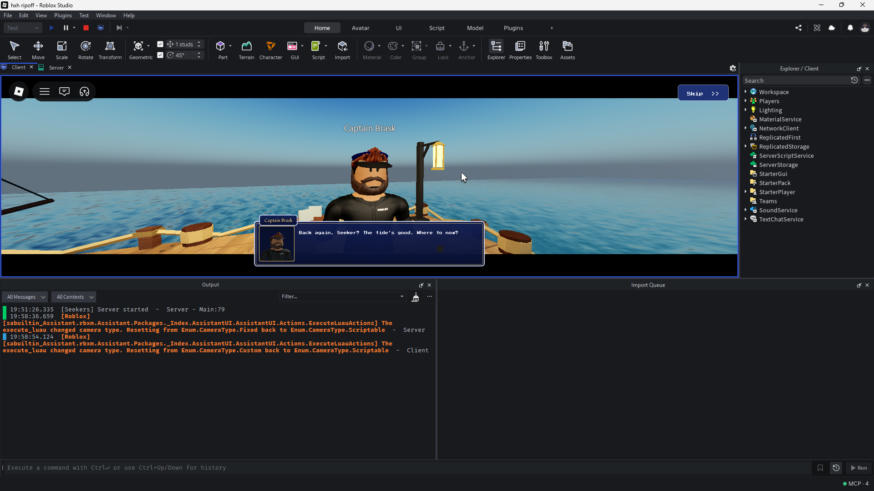 hxh ripoff - Roblox Studio
File Edit View Plugins Test Window Help
Test
Home Avatar UI Script Model Plugins
Select Move Scale Rotate Transform Geometric 1 studs 45° Part Terrain Character GUI Script Import Material Color Group Lock Anchor Explorer Properties Toolbox Assets
Client Server
Explorer / Client
Search
Workspace
Players
Lighting
MaterialService
NetworkClient
ReplicatedFirst
ReplicatedStorage
ServerScriptService
ServerStorage
StarterGui
StarterPack
StarterPlayer
Teams
SoundService
TextChatService
Skip >>
Captain Brask
Captain Brask
Back again, Seeker? The tide's good. Where to now?
Output
All Messages All Contexts Filter...
19:51:26.335 [Seekers] Server started - Server - Main:79
19:58:36.659 [Roblox]
[sabuiltin_Assistant.rbxm.Assistant.Packages._Index.AssistantUI.AssistantUI.Actions.ExecuteLuauActions] The
execute_luau changed camera type. Resetting from Enum.CameraType.Fixed back to Enum.CameraType.Scriptable - Server
19:58:54.124 [Roblox]
[sabuiltin_Assistant.rbxm.Assistant.Packages._Index.AssistantUI.AssistantUI.Actions.ExecuteLuauActions] The
execute_luau changed camera type. Resetting from Enum.CameraType.Custom back to Enum.CameraType.Scriptable - Client
Import Queue
Execute a command with Ctrl+↵ or use Ctrl+Up/Down for history
Run
MCP · 4